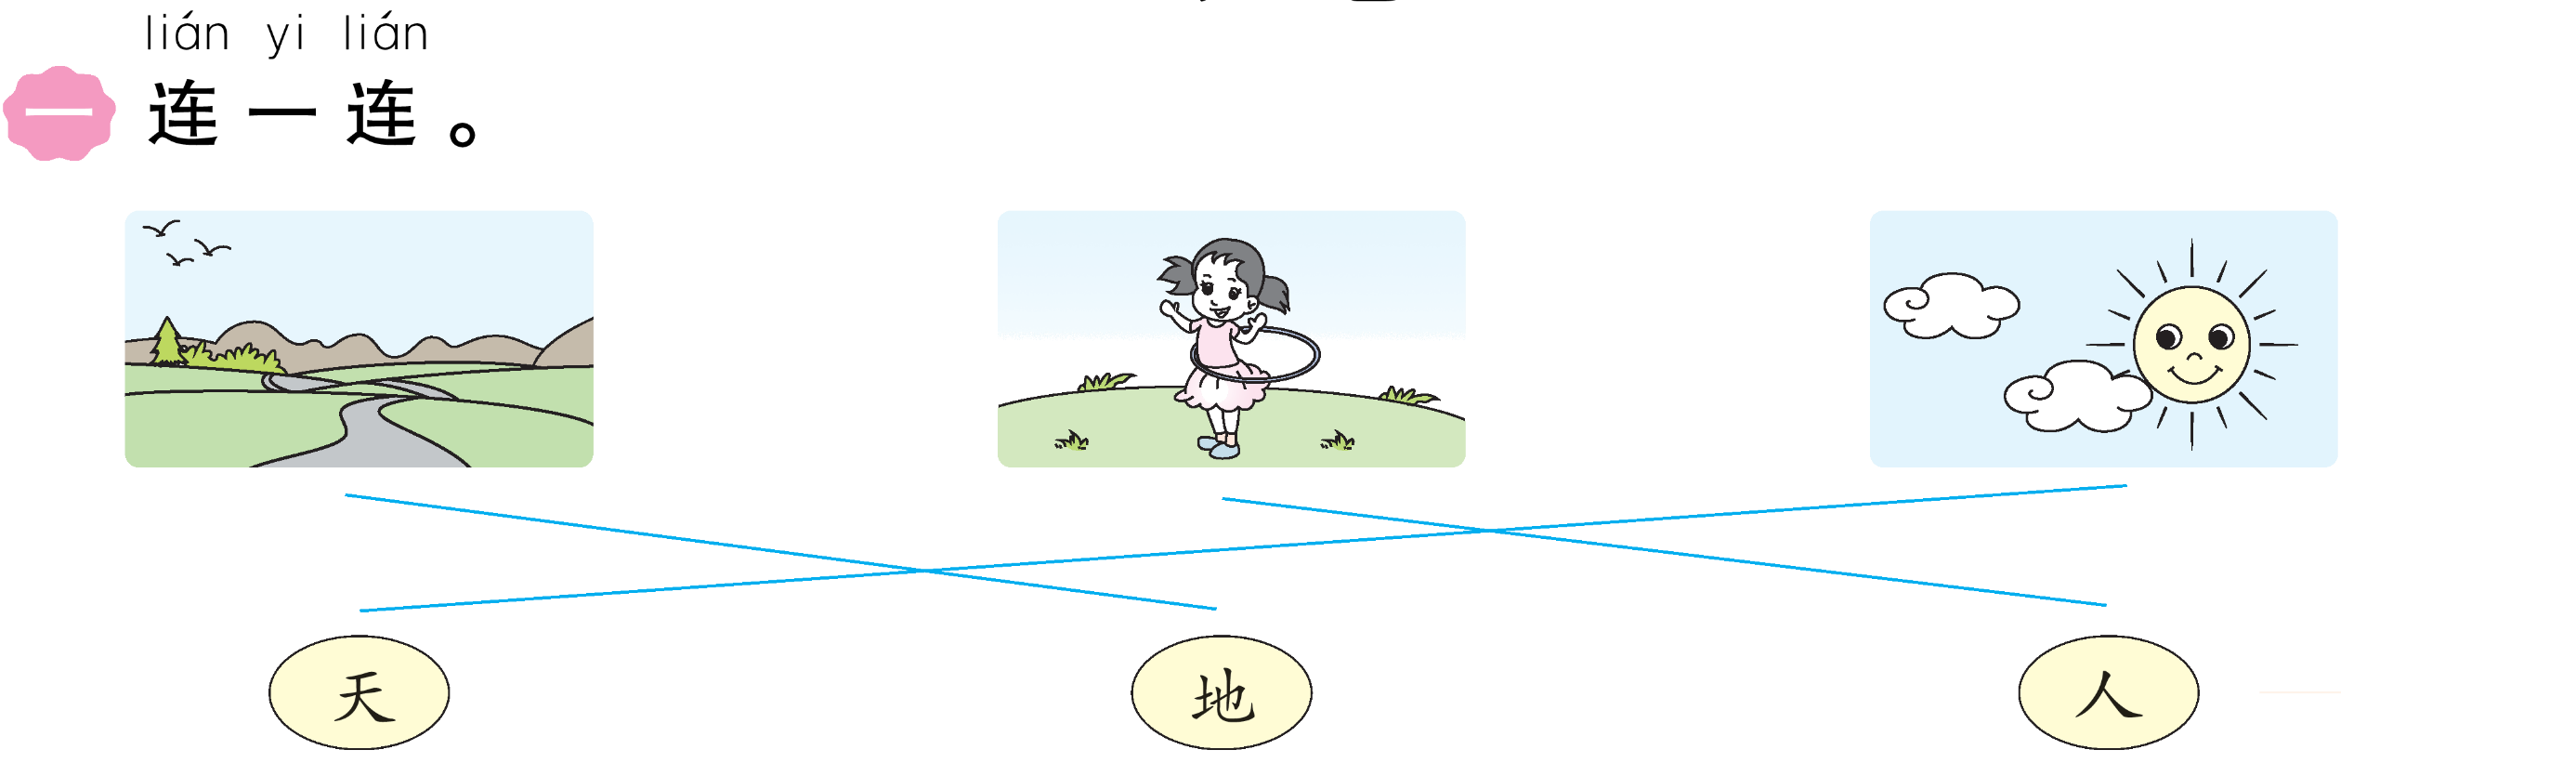 lián yi lián
一 连一连。
天 地 人